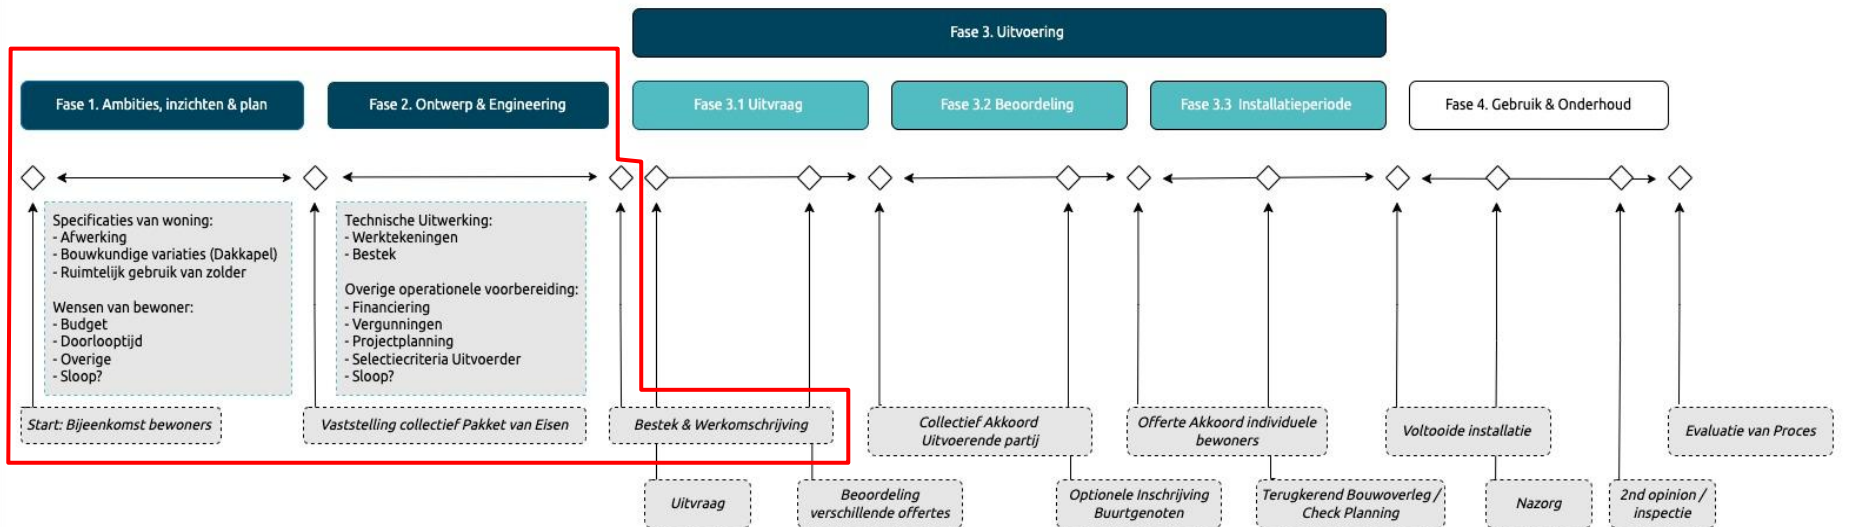 Fase 3. Uitvoering
Fase 1. Ambities, inzichten & plan
Fase 2. Ontwerp & Engineering
Fase 3.1 Uitvraag
Fase 3.2 Beoordeling
Fase 3.3 Installatieperiode
Fase 4. Gebruik & Onderhoud
Specificaties van woning:
- Afwerking
- Bouwkundige variaties (Dakkapel)
- Ruimtelijk gebruik van zolder
Wensen van bewoner:
- Budget
- Doorlooptijd
- Overige
- Sloop?
Technische Uitwerking:
- Werktekeningen
- Bestek
Overige operationele voorbereiding:
- Financiering
- Vergunningen
- Projectplanning
- Selectiecriteria Uitvoerder
- Sloop?
Start: Bijeenkomst bewoners
Vaststelling collectief Pakket van Eisen
Bestek & Werkomschrijving
Collectief Akkoord
Uitvoerende partij
Offerte Akkoord individuele
bewoners
Voltooide installatie
Evaluatie van Proces
Uitvraag
Beoordeling
verschillende offertes
Optionele Inschrijving
Buurtgenoten
Terugkerend Bouwoverleg /
Check Planning
Nazorg
2nd opinion /
inspectie